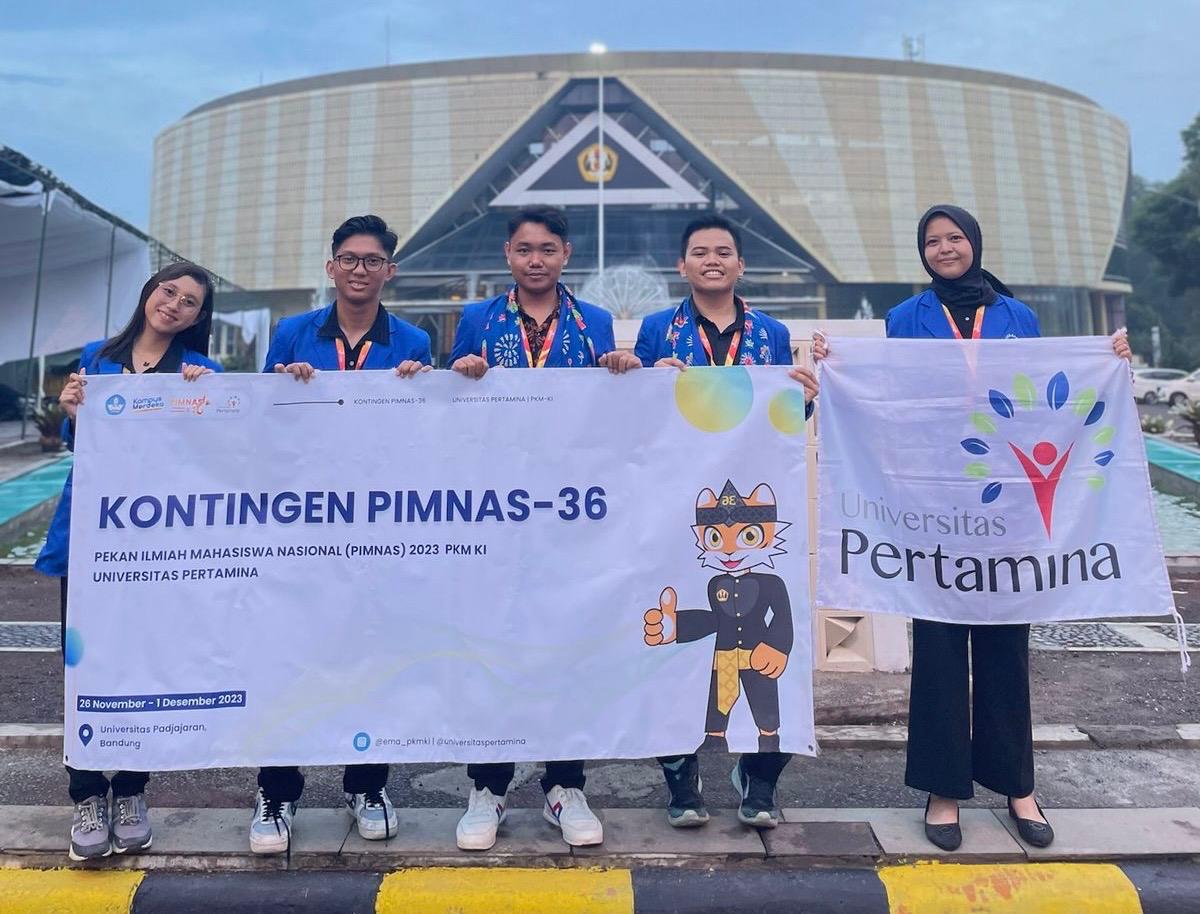 Kampus
Merdeka
PIMNAS
Pertamina
KONTINGEN PIMNAS-36
UNIVERSITAS PERTAMINA | PKM-KI
KONTINGEN PIMNAS-36
PEKAN ILMIAH MAHASISWA NASIONAL (PIMNAS) 2023 PKM KI
UNIVERSITAS PERTAMINA
36
26 November - 1 Desember 2023
Universitas Padjajaran,
Bandung
@ema_pkmki | @universitaspertamina
Universitas
Pertamina